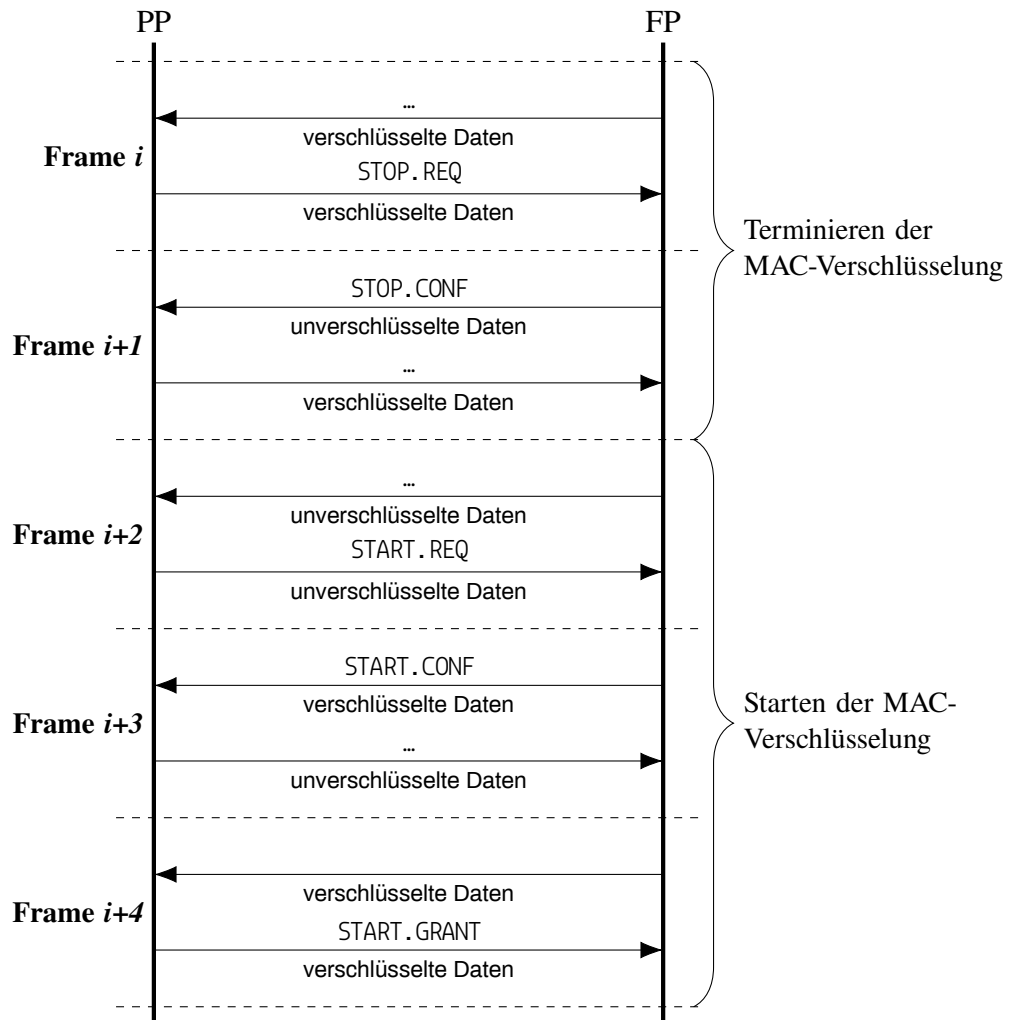 PP
FP
...
verschlüsselte Daten
Frame i
STOP.REQ
verschlüsselte Daten
Terminieren der
MAC-Verschlüsselung
STOP.CONF
unverschlüsselte Daten
Frame i+1
...
verschlüsselte Daten
...
unverschlüsselte Daten
Frame i+2
START.REQ
unverschlüsselte Daten
START.CONF
verschlüsselte Daten
Frame i+3
...
unverschlüsselte Daten
Starten der MAC-
Verschlüsselung
verschlüsselte Daten
Frame i+4
START.GRANT
verschlüsselte Daten